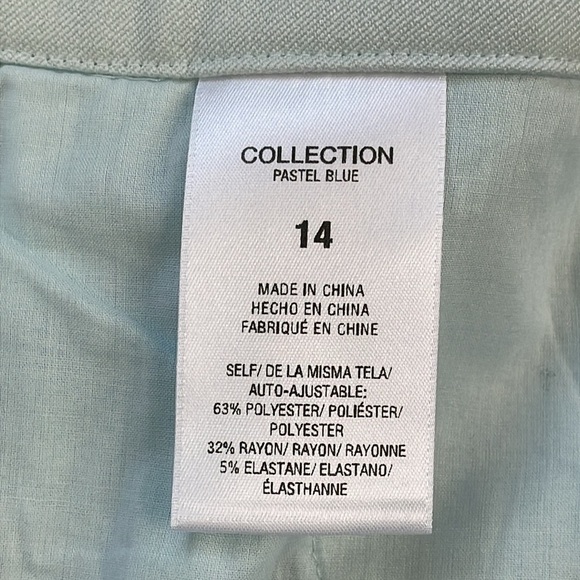 COLLECTION
PASTEL BLUE
14
MADE IN CHINA
HECHO EN CHINA
FABRIQUÉ EN CHINE
SELF/ DE LA MISMA TELA/
AUTO-AJUSTABLE:
63% POLYESTER/ POLIÉSTER/
POLYESTER
32% RAYON/ RAYON/ RAYONNE
5% ELASTANE/ ELASTANO/
ÉLASTHANNE